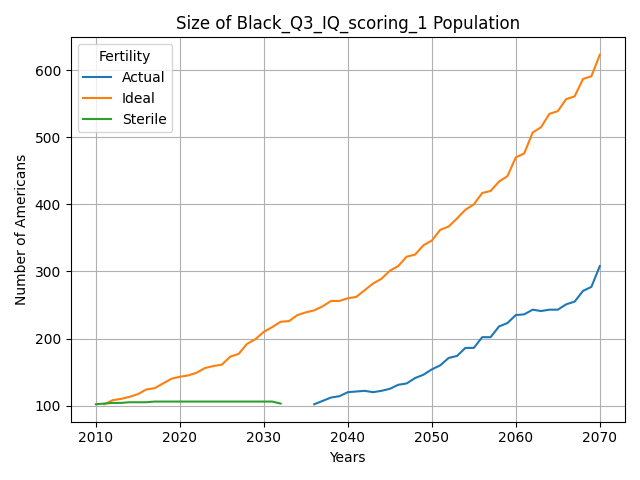 Size of Black_Q3_IQ_scoring_1 Population
Fertility
Actual
Ideal
Sterile
Number of Americans
600
500
400
300
200
100
2010 2020 2030 2040 2050 2060 2070
Years